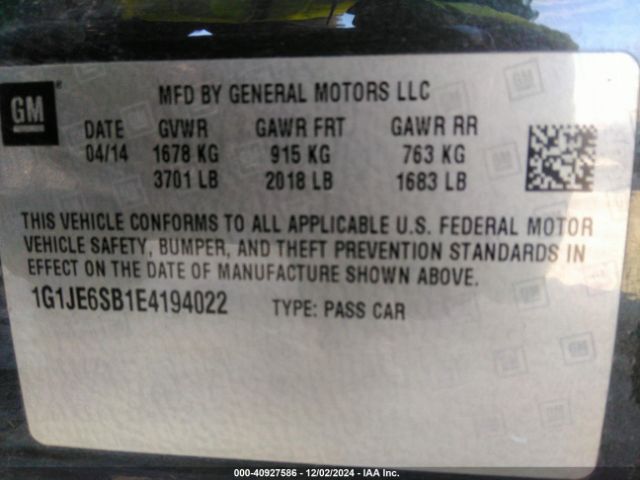 GM
MFD BY GENERAL MOTORS LLC
DATE GVWR GAWR FRT GAWR RR
04/14 1678 KG 915 KG 763 KG
3701 LB 2018 LB 1683 LB
THIS VEHICLE CONFORMS TO ALL APPLICABLE U.S. FEDERAL MOTOR
VEHICLE SAFETY, BUMPER, AND THEFT PREVENTION STANDARDS IN
EFFECT ON THE DATE OF MANUFACTURE SHOWN ABOVE.
1G1JE6SB1E4194022 TYPE: PASS CAR
000-40927586 - 12/02/2024 - IAA Inc.